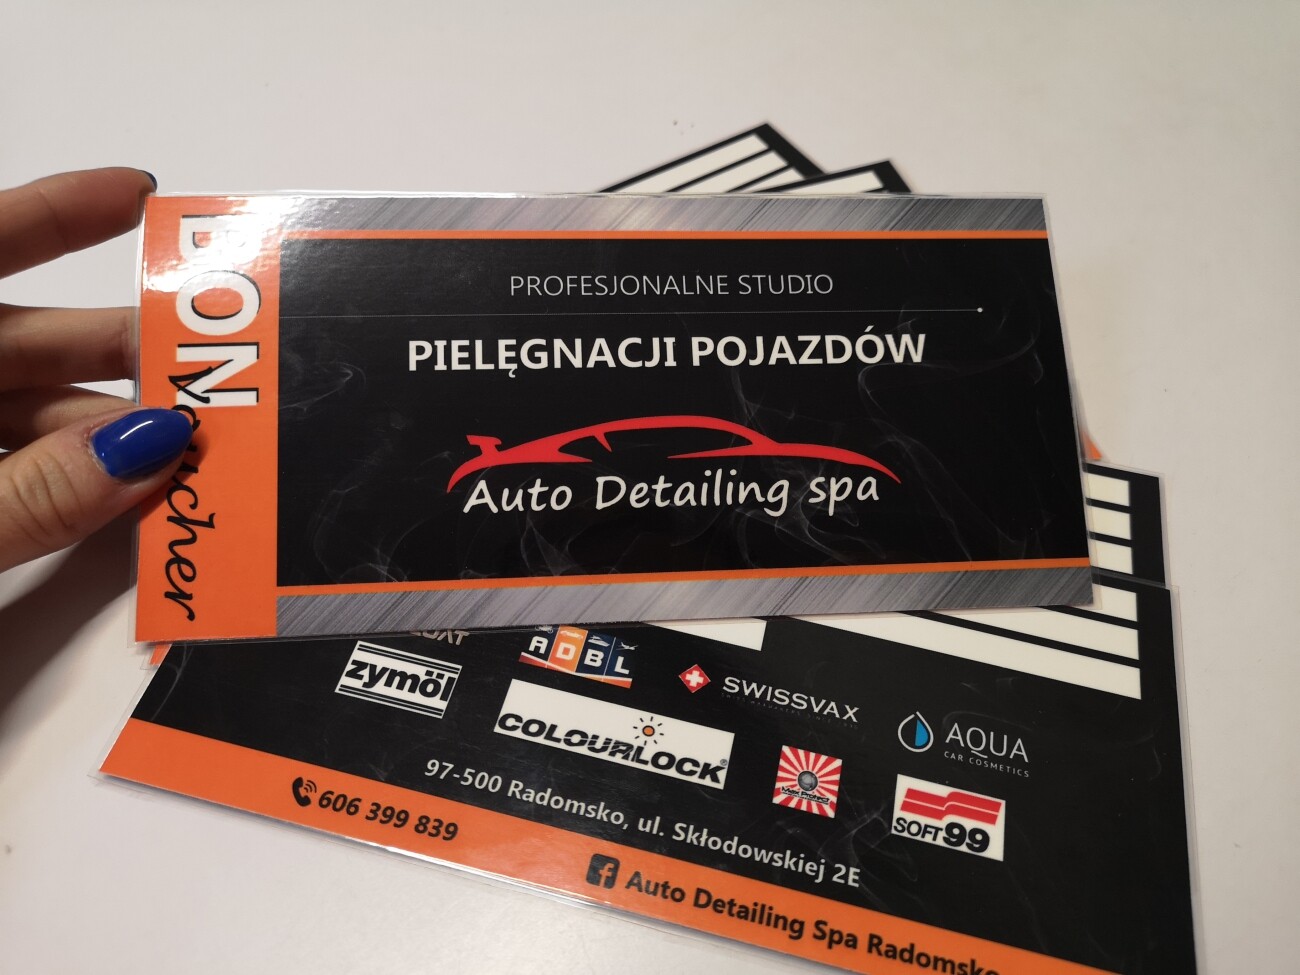 BON
voucher
PROFESJONALNE STUDIO
PIELĘGNACJI POJAZDÓW
Auto Detailing spa
zymöl
ADBL
SWISSVAX
AQUA
CAR COSMETICS
COLOURLOCK®
SOFT99
97-500 Radomsko, ul. Skłodowskiej 2E
606 399 839
Auto Detailing Spa Radomsko